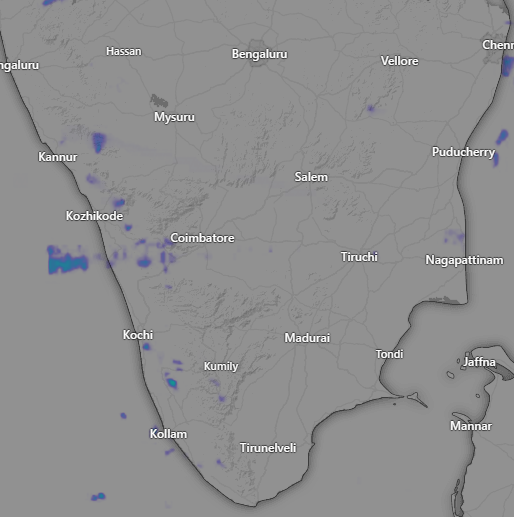 Hassan
Bengaluru
Chenn
Vellore
ngaluru
Mysuru
Kannur
Puducherry
Salem
Kozhikode
Coimbatore
Tiruchi
Nagapattinam
Kochi
Madurai
Tondi
Kumily
Jaffna
Mannar
Kollam
Tirunelveli